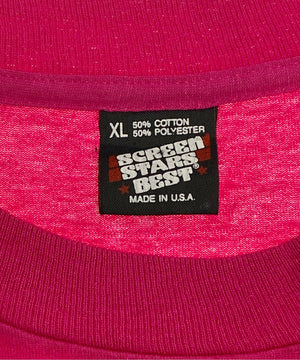 XL 50% COTTON
50% POLYESTER
SCREEN
STARS
BEST
MADE IN U.S.A.